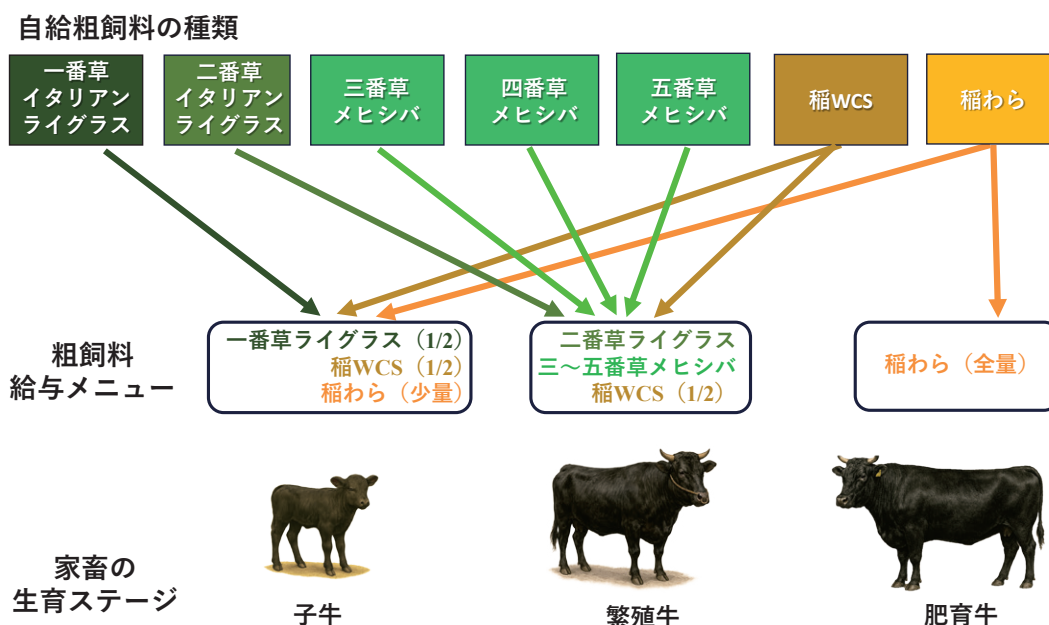 自給粗飼料の種類
一番草
イタリアン
ライグラス
二番草
イタリアン
ライグラス
三番草
メヒシバ
四番草
メヒシバ
五番草
メヒシバ
稲WCS
稲わら
粗飼料
給与メニュー
一番草ライグラス（1/2）
稲WCS（1/2）
稲わら（少量）
二番草ライグラス
三～五番草メヒシバ
稲WCS（1/2）
稲わら（全量）
家畜の
生育ステージ
子牛
繁殖牛
肥育牛